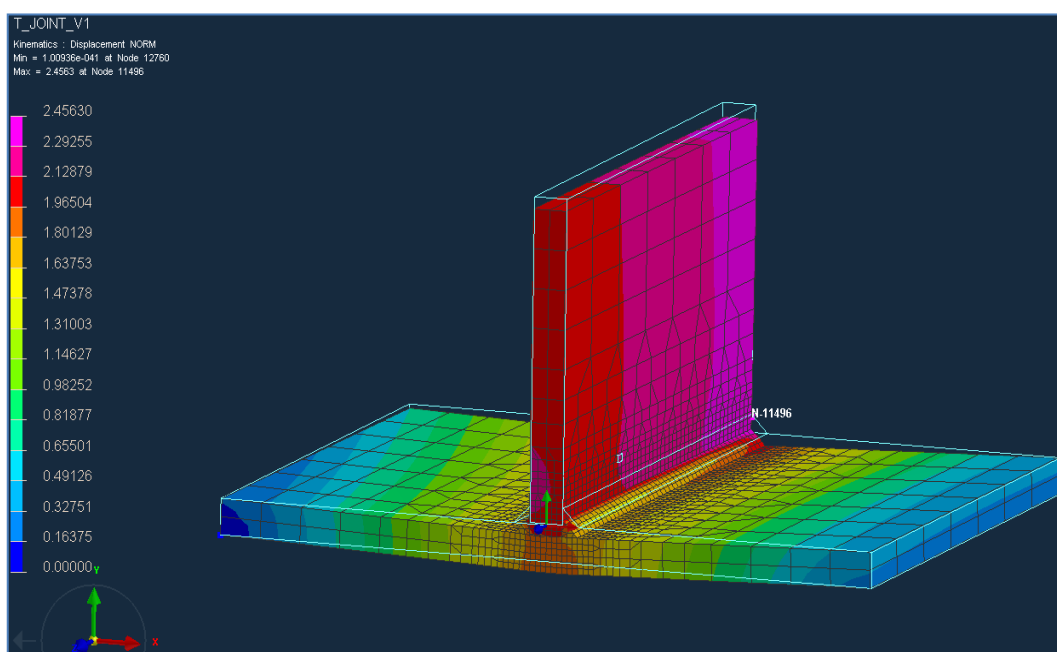 T_JOINT_V1
Kinematics : Displacement NORM
Min = 1.00936e-041 at Node 12760
Max = 2.4563 at Node 11496
2.45630
2.29255
2.12879
1.96504
1.80129
1.63753
1.47378
1.31003
1.14627
0.98252
0.81877
0.65501
0.49126
0.32751
0.16375
0.00000
N-11496
Y
X